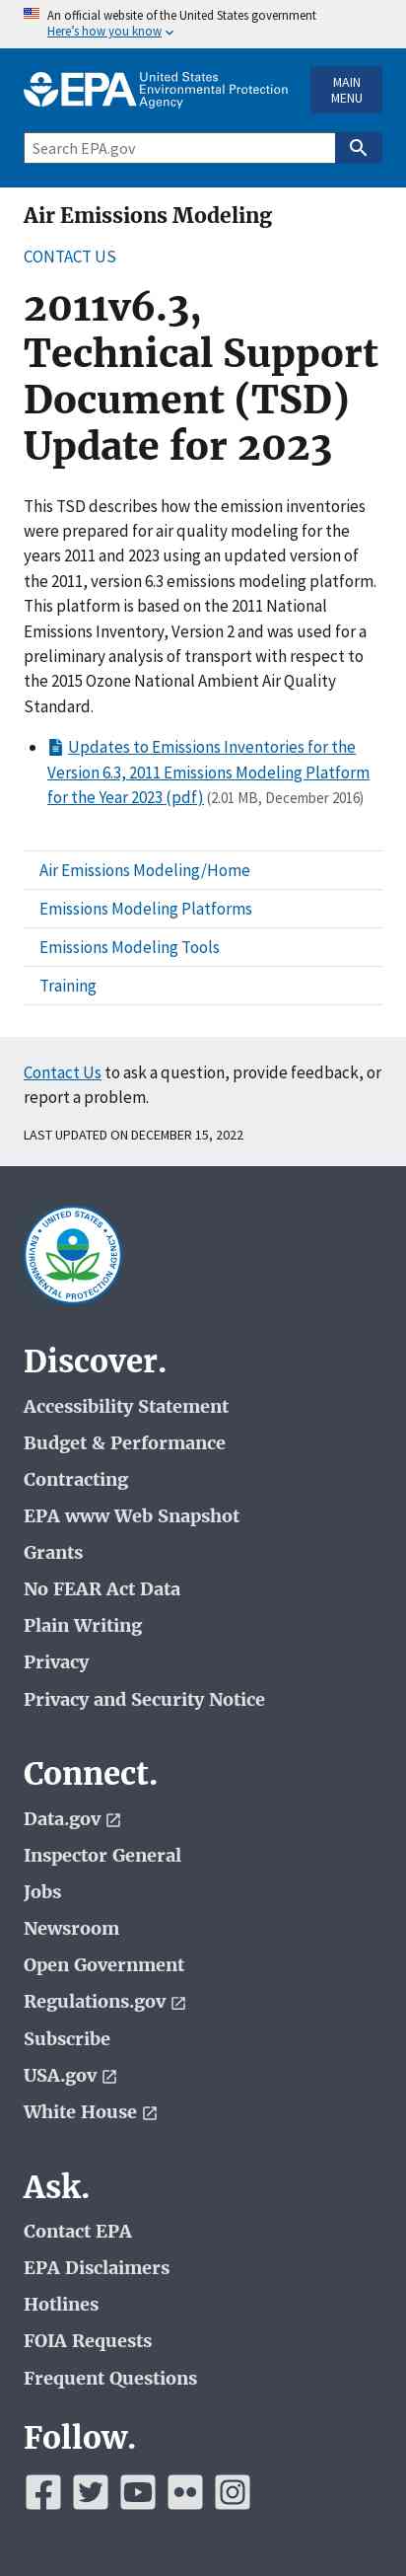 An official website of the United States government
Here's how you know
EPA United States
Environmental Protection
Agency
MAIN
MENU
Search EPA.gov
Air Emissions Modeling
CONTACT US
2011v6.3,
Technical Support
Document (TSD)
Update for 2023
This TSD describes how the emission inventories
were prepared for air quality modeling for the
years 2011 and 2023 using an updated version of
the 2011, version 6.3 emissions modeling platform.
This platform is based on the 2011 National
Emissions Inventory, Version 2 and was used for a
preliminary analysis of transport with respect to
the 2015 Ozone National Ambient Air Quality
Standard.
Updates to Emissions Inventories for the
Version 6.3, 2011 Emissions Modeling Platform
for the Year 2023 (pdf) (2.01 MB, December 2016)
Air Emissions Modeling/Home
Emissions Modeling Platforms
Emissions Modeling Tools
Training
Contact Us to ask a question, provide feedback, or
report a problem.
LAST UPDATED ON DECEMBER 15, 2022
UNITED STATES
ENVIRONMENTAL PROTECTION AGENCY
Discover.
Accessibility Statement
Budget & Performance
Contracting
EPA www Web Snapshot
Grants
No FEAR Act Data
Plain Writing
Privacy
Privacy and Security Notice
Connect.
Data.gov
Inspector General
Jobs
Newsroom
Open Government
Regulations.gov
Subscribe
USA.gov
White House
Ask.
Contact EPA
EPA Disclaimers
Hotlines
FOIA Requests
Frequent Questions
Follow.